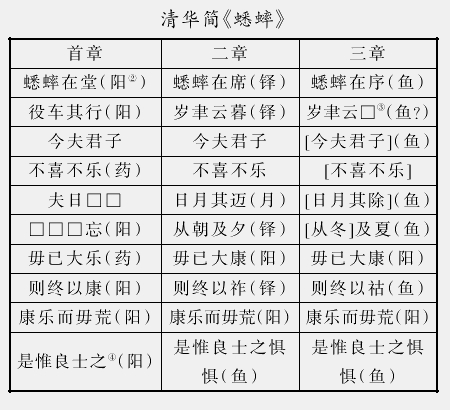 清华简《蟋蟀》
首章 二章 三章
蟋蟀在堂(阳②) 蟋蟀在席(铎) 蟋蟀在序(鱼)
役车其行(阳) 岁聿云暮(铎) 岁聿云□③(鱼?)
今夫君子 今夫君子 [今夫君子](鱼)
不喜不乐(药) 不喜不乐 [不喜不乐]
夫日□□ 日月其迈(月) [日月其除](鱼)
□□□忘(阳) 从朝及夕(铎) [从冬]及夏(鱼)
毋已大乐(药) 毋已大康(阳) 毋已大康(阳)
则终以康(阳) 则终以祚(铎) 则终以祜(鱼)
康乐而毋荒(阳) 康乐而毋荒(阳) 康乐而毋荒(阳)
是惟良士之④(阳) 是惟良士之惧
惧(鱼) 是惟良士之惧
惧(鱼)